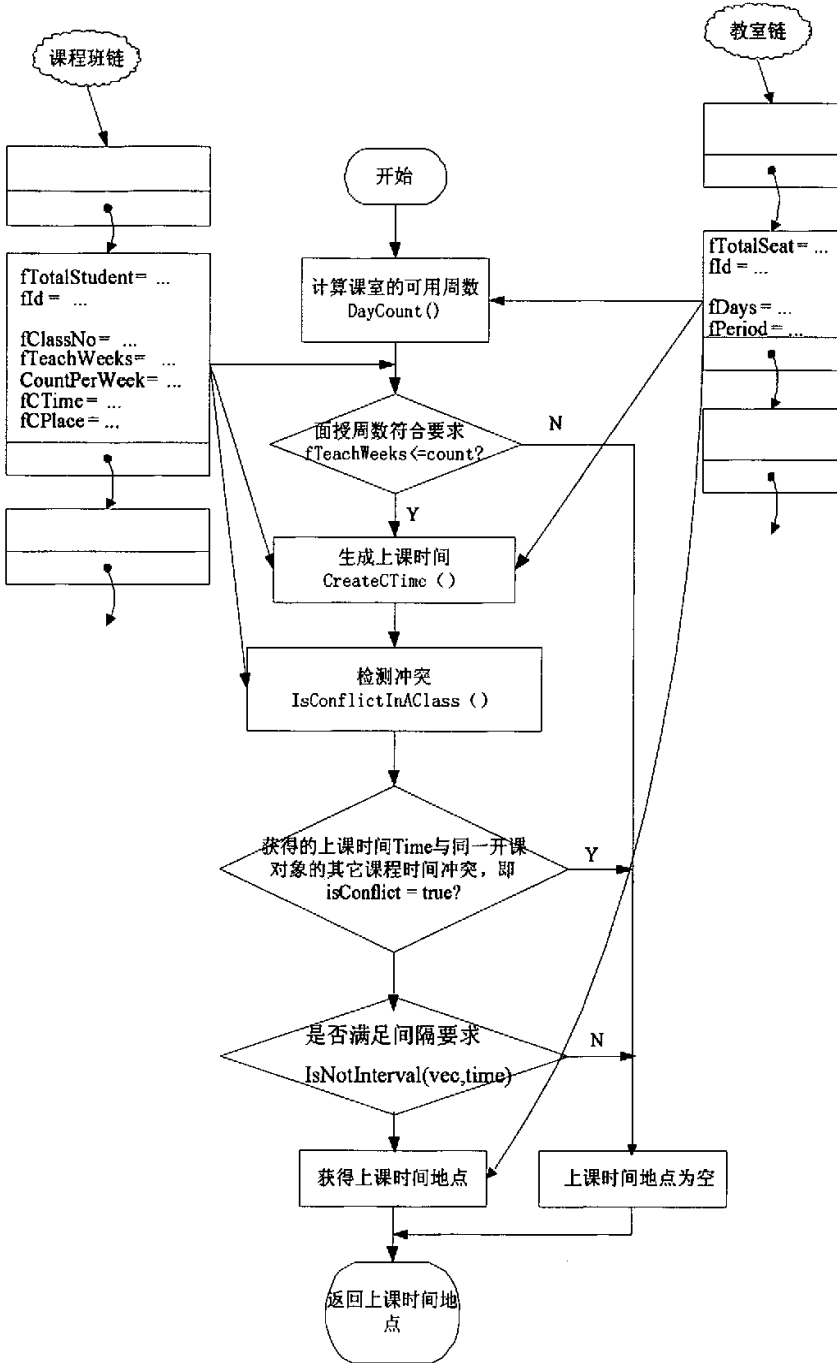 课程班链
教室链
开始
fTotalStudent= ...
fId = ...
fClassNo= ...
fTeachWeeks= ...
CountPerWeek= ...
fCTime= ...
fCPlace= ...
fTotalSeat= ...
fId= ...
fDays= ...
fPeriod= ...
计算课室的可用周数
DayCount()
面授周数符合要求
fTeachWeeks<=count?
N
Y
生成上课时间
CreateCTime ()
检测冲突
IsConflictInAClass ()
获得的上课时间Time与同一开课
对象的其它课程时间冲突，即
isConflict = true?
Y
是否满足间隔要求
IsNotInterval(vec,time)
N
获得上课时间地点
上课时间地点为空
返回上课时间地
点